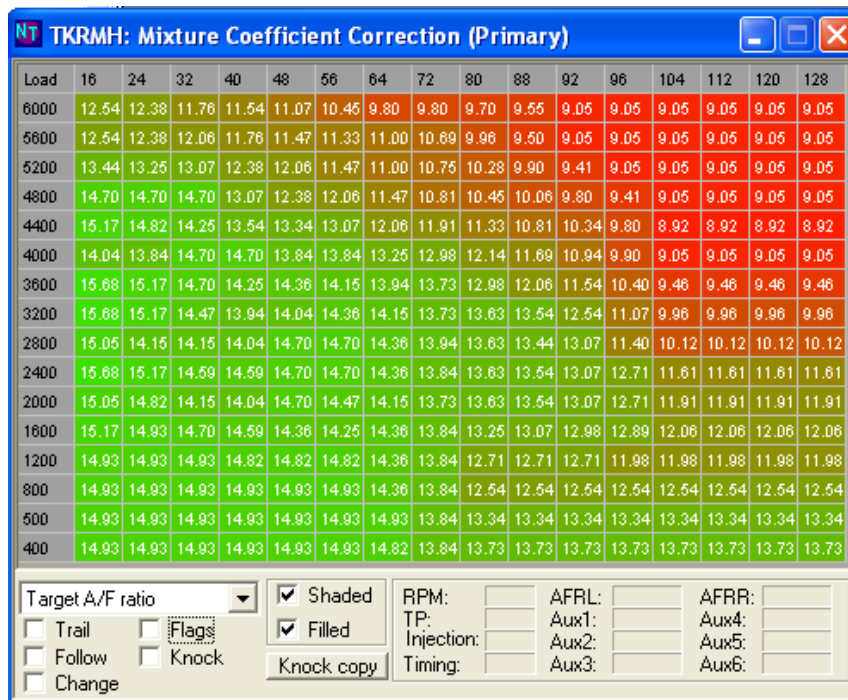 NT TKRMH: Mixture Coefficient Correction (Primary)
Load 16 24 32 40 48 56 64 72 80 88 92 96 104 112 120 128
6000 12.54 12.38 11.76 11.54 11.07 10.45 9.80 9.80 9.70 9.55 9.05 9.05 9.05 9.05 9.05 9.05
5600 12.54 12.38 12.06 11.76 11.47 11.33 11.00 10.69 9.96 9.50 9.05 9.05 9.05 9.05 9.05 9.05
5200 13.44 13.25 13.07 12.38 12.06 11.47 11.00 10.75 10.28 9.90 9.41 9.05 9.05 9.05 9.05 9.05
4800 14.70 14.70 14.70 13.07 12.38 12.06 11.47 10.81 10.45 10.06 9.80 9.41 9.05 9.05 9.05 9.05
4400 15.17 14.82 14.25 13.54 13.34 13.07 12.06 11.91 11.33 10.81 10.34 9.80 8.92 8.92 8.92 8.92
4000 14.04 13.84 14.70 14.70 13.84 13.84 13.25 12.98 12.14 11.69 10.94 9.90 9.05 9.05 9.05 9.05
3600 15.68 15.17 14.70 14.25 14.36 14.15 13.94 13.73 12.98 12.06 11.54 10.40 9.46 9.46 9.46 9.46
3200 15.68 15.17 14.47 13.94 14.04 14.36 14.15 13.73 13.63 13.54 12.54 11.07 9.96 9.96 9.96 9.96
2800 15.05 14.15 14.15 14.04 14.70 14.70 14.36 13.94 13.63 13.44 13.07 11.40 10.12 10.12 10.12 10.12
2400 15.68 15.17 14.59 14.59 14.70 14.70 14.36 13.84 13.63 13.54 13.07 12.71 11.61 11.61 11.61 11.61
2000 15.05 14.82 14.15 14.04 14.70 14.47 14.15 13.73 13.63 13.54 13.07 12.71 11.91 11.91 11.91 11.91
1600 15.17 14.93 14.70 14.59 14.36 14.25 14.36 13.84 13.25 13.07 12.98 12.89 12.06 12.06 12.06 12.06
1200 14.93 14.93 14.93 14.82 14.82 14.82 14.36 13.84 12.71 12.71 12.71 11.98 11.98 11.98 11.98 11.98
800 14.93 14.93 14.93 14.93 14.93 14.93 14.36 13.84 12.54 12.54 12.54 12.54 12.54 12.54 12.54 12.54
500 14.93 14.93 14.93 14.93 14.93 14.93 14.93 13.84 13.34 13.34 13.34 13.34 13.34 13.34 13.34 13.34
400 14.93 14.93 14.93 14.93 14.93 14.93 14.82 13.84 13.73 13.73 13.73 13.73 13.73 13.73 13.73 13.73
Target A/F ratio Shaded RPM: AFRL: AFRR:
Trail Flags Filled TP: Aux1: Aux4:
Follow Knock Knock copy Injection: Aux2: Aux5:
Change Timing: Aux3: Aux6: